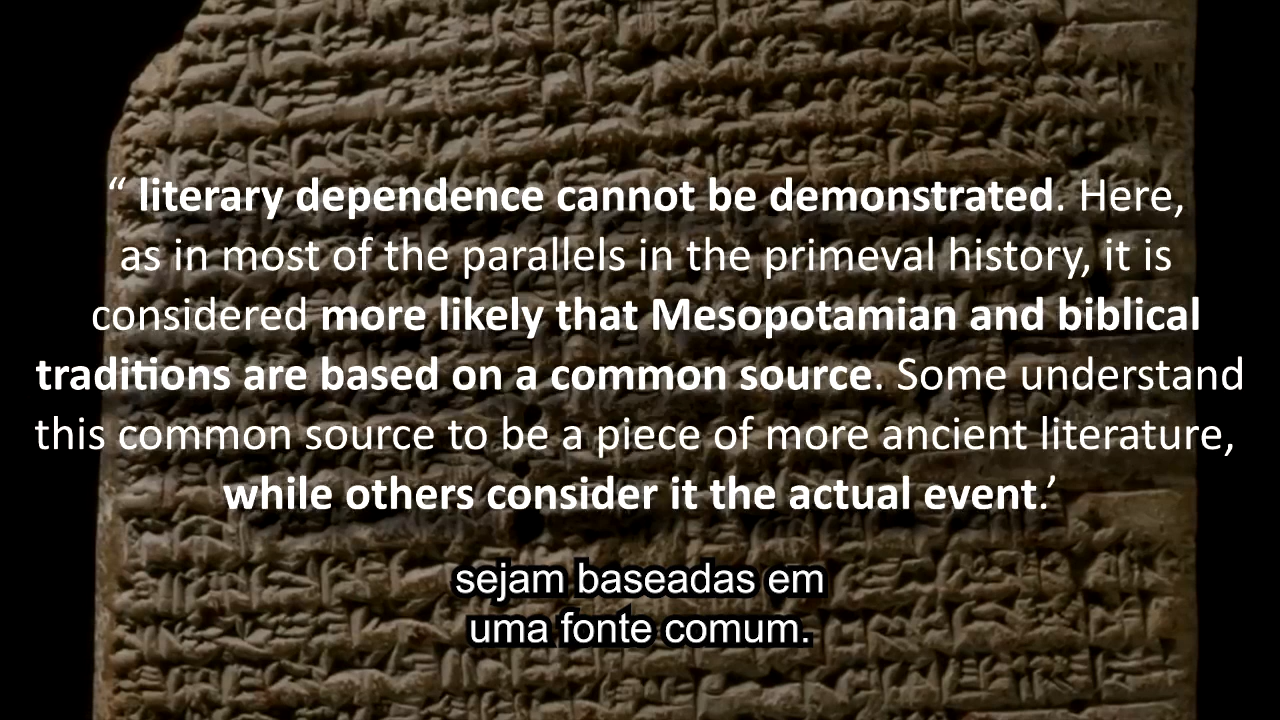 “ literary dependence cannot be demonstrated. Here,
as in most of the parallels in the primeval history, it is
considered more likely that Mesopotamian and biblical
traditions are based on a common source. Some understand
this common source to be a piece of more ancient literature,
while others consider it the actual event.’
sejam baseadas em
uma fonte comum.